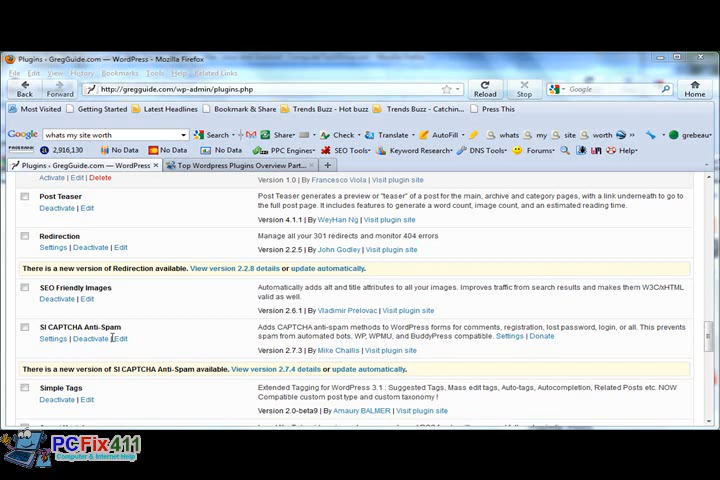 Plugins ‹ GregGuide.com — WordPress - Mozilla Firefox
File Edit View History Bookmarks Tools Help Related Links
Back Forward http://gregguide.com/wp-admin/plugins.php Reload Stop Google Home
Most Visited Getting Started Latest Headlines Bookmark & Share Trends Buzz - Hot buzz Trends Buzz - Catchin... Press This
Google whats my site worth Search Share Check Translate AutoFill whats my site worth grebeau
PAGERANK 2,916,130 No Data No Data PPC Engines SEO Tools Keyword Research DNS Tools Forums Help
Plugins ‹ GregGuide.com — WordPress Top Wordpress Plugins Overview Part...
Activate | Edit | Delete Version 1.0 | By Francesco Viola | Visit plugin site
Post Teaser Post Teaser generates a preview or "teaser" of a post for the main, archive and category pages, with a link underneath to go to
Deactivate | Edit the full post page. It includes features to generate a word count, image count, and an estimated reading time.
Version 4.1.1 | By WeyHan Ng | Visit plugin site
Redirection Manage all your 301 redirects and monitor 404 errors
Settings | Deactivate | Edit Version 2.2.5 | By John Godley | Visit plugin site
There is a new version of Redirection available. View version 2.2.8 details or update automatically.
SEO Friendly Images Automatically adds alt and title attributes to all your images. Improves traffic from search results and makes them W3C/xHTML
Deactivate | Edit valid as well.
Version 2.6.1 | By Vladimir Prelovac | Visit plugin site
SI CAPTCHA Anti-Spam Adds CAPTCHA anti-spam methods to WordPress forms for comments, registration, lost password, login, or all. This prevents
Settings | Deactivate | Edit spam from automated bots. WP, WPMU, and BuddyPress compatible. Settings | Donate
Version 2.7.3 | By Mike Challis | Visit plugin site
There is a new version of SI CAPTCHA Anti-Spam available. View version 2.7.4 details or update automatically.
Simple Tags Extended Tagging for WordPress 3.1 : Suggested Tags, Mass edit tags, Auto-tags, Autocompletion, Related Posts etc. NOW
Deactivate | Edit Compatible custom post type and custom taxonomy !
Version 2.0-beta9 | By Amaury BALMER | Visit plugin site
PCFix411
Computer & Internet Help